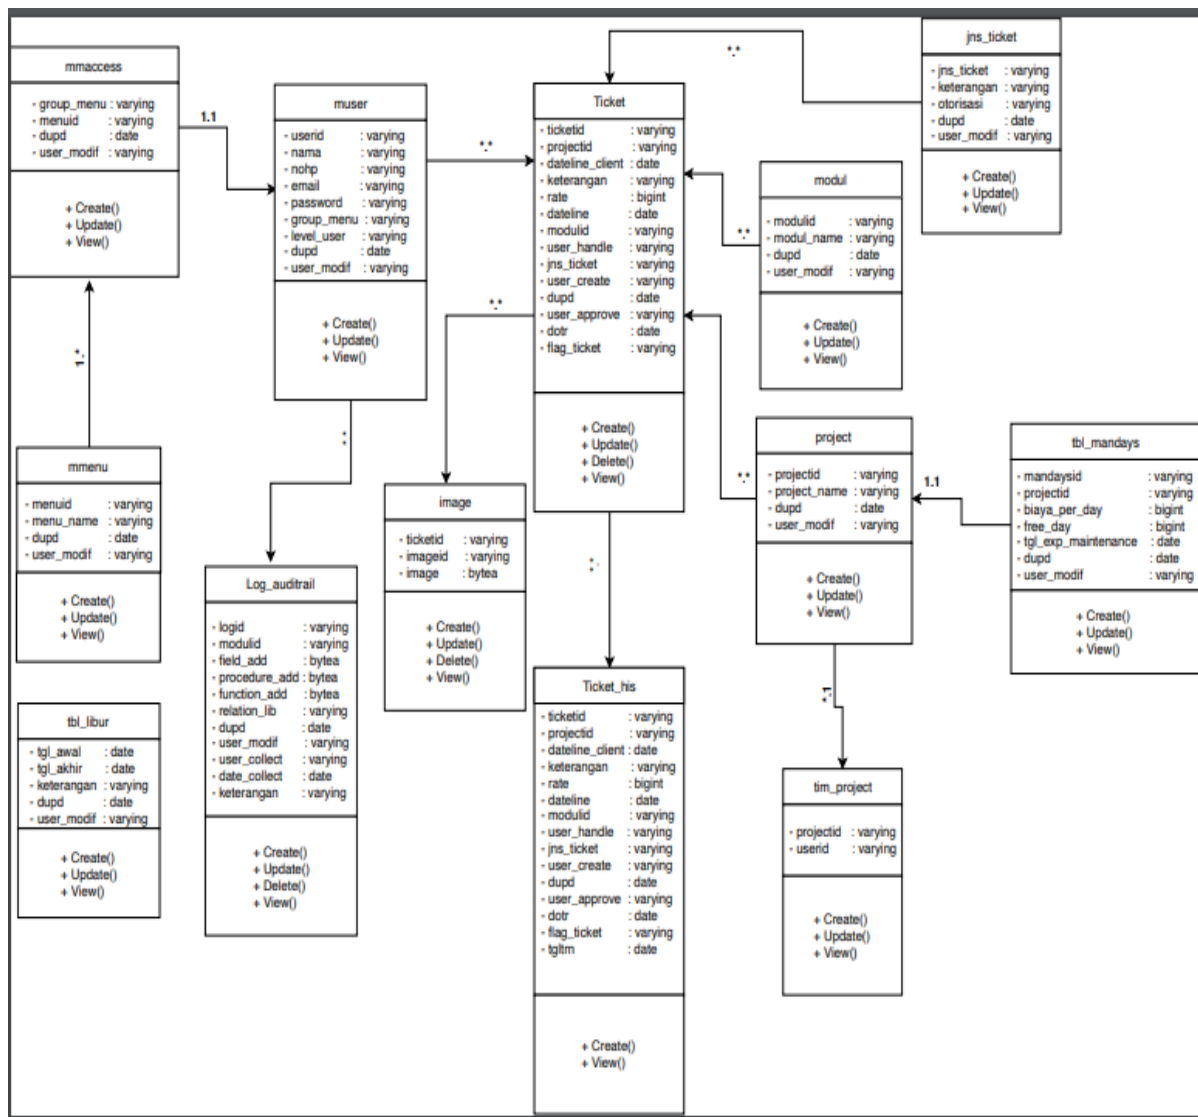 mmaccess
- group_menu : varying
- menuid : varying
- dupd : date
- user_modif : varying
+ Create()
+ Update()
+ View()
1.1
muser
- userid : varying
- nama : varying
- nohp : varying
- email : varying
- password : varying
- group_menu : varying
- level_user : varying
- dupd : date
- user_modif : varying
+ Create()
+ Update()
+ View()
*.*
Ticket
- ticketid : varying
- projectid : varying
- dateline_client : date
- keterangan : varying
- rate : bigint
- dateline : date
- modulid : varying
- user_handle : varying
- jns_ticket : varying
- user_create : varying
- dupd : date
- user_approve : varying
- dotr : date
- flag_ticket : varying
+ Create()
+ Update()
+ Delete()
+ View()
*.*
jns_ticket
- jns_ticket : varying
- keterangan : varying
- otorisasi : varying
- dupd : date
- user_modif : varying
+ Create()
+ Update()
+ View()
*.*
modul
- modulid : varying
- modul_name : varying
- dupd : date
- user_modif : varying
+ Create()
+ Update()
+ View()
1.*
mmenu
- menuid : varying
- menu_name : varying
- dupd : date
- user_modif : varying
+ Create()
+ Update()
+ View()
*.*
Log_auditrail
- logid : varying
- modulid : varying
- field_add : bytea
- procedure_add : bytea
- function_add : bytea
- relation_lib : varying
- dupd : date
- user_modif : varying
- user_collect : varying
- date_collect : date
- keterangan : varying
+ Create()
+ Update()
+ Delete()
+ View()
*.*
image
- ticketid : varying
- imageid : varying
- image : bytea
+ Create()
+ Update()
+ Delete()
+ View()
*.*
project
- projectid : varying
- project_name : varying
- dupd : date
- user_modif : varying
+ Create()
+ Update()
+ View()
1.1
tbl_mandays
- mandaysid : varying
- projectid : varying
- biaya_per_day : bigint
- free_day : bigint
- tgl_exp_maintenance : date
- dupd : date
- user_modif : varying
+ Create()
+ Update()
+ View()
tbl_libur
- tgl_awal : date
- tgl_akhir : date
- keterangan : varying
- dupd : date
- user_modif : varying
+ Create()
+ Update()
+ View()
*.*
Ticket_his
- ticketid : varying
- projectid : varying
- dateline_client : date
- keterangan : varying
- rate : bigint
- dateline : date
- modulid : varying
- user_handle : varying
- jns_ticket : varying
- user_create : varying
- dupd : date
- user_approve : varying
- dotr : date
- flag_ticket : varying
- tgltrn : date
+ Create()
+ View()
*.1
tim_project
- projectid : varying
- userid : varying
+ Create()
+ Update()
+ View()